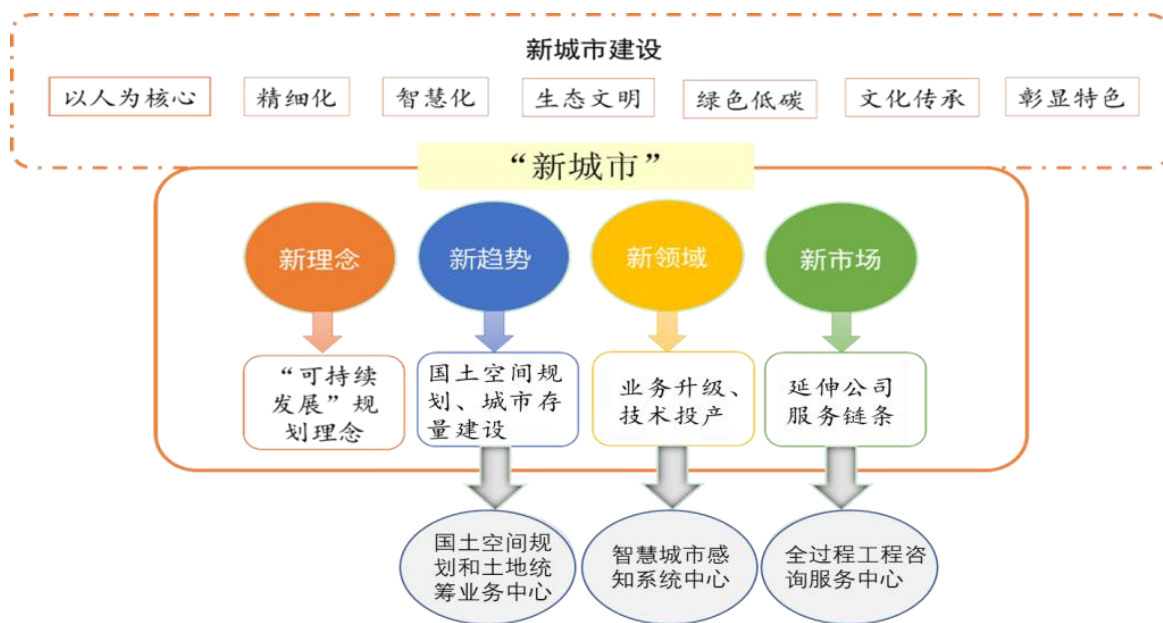 新城市建设
以人为核心
精细化
智慧化
生态文明
绿色低碳
文化传承
彰显特色
“新城市”
新理念
新趋势
新领域
新市场
“可持续
发展”规
划理念
国土空间规
划、城市存
量建设
业务升级、
技术投产
延伸公司
服务链条
国土空间规
划和土地统
筹业务中心
智慧城市感
知系统中心
全过程工程咨
询服务中心